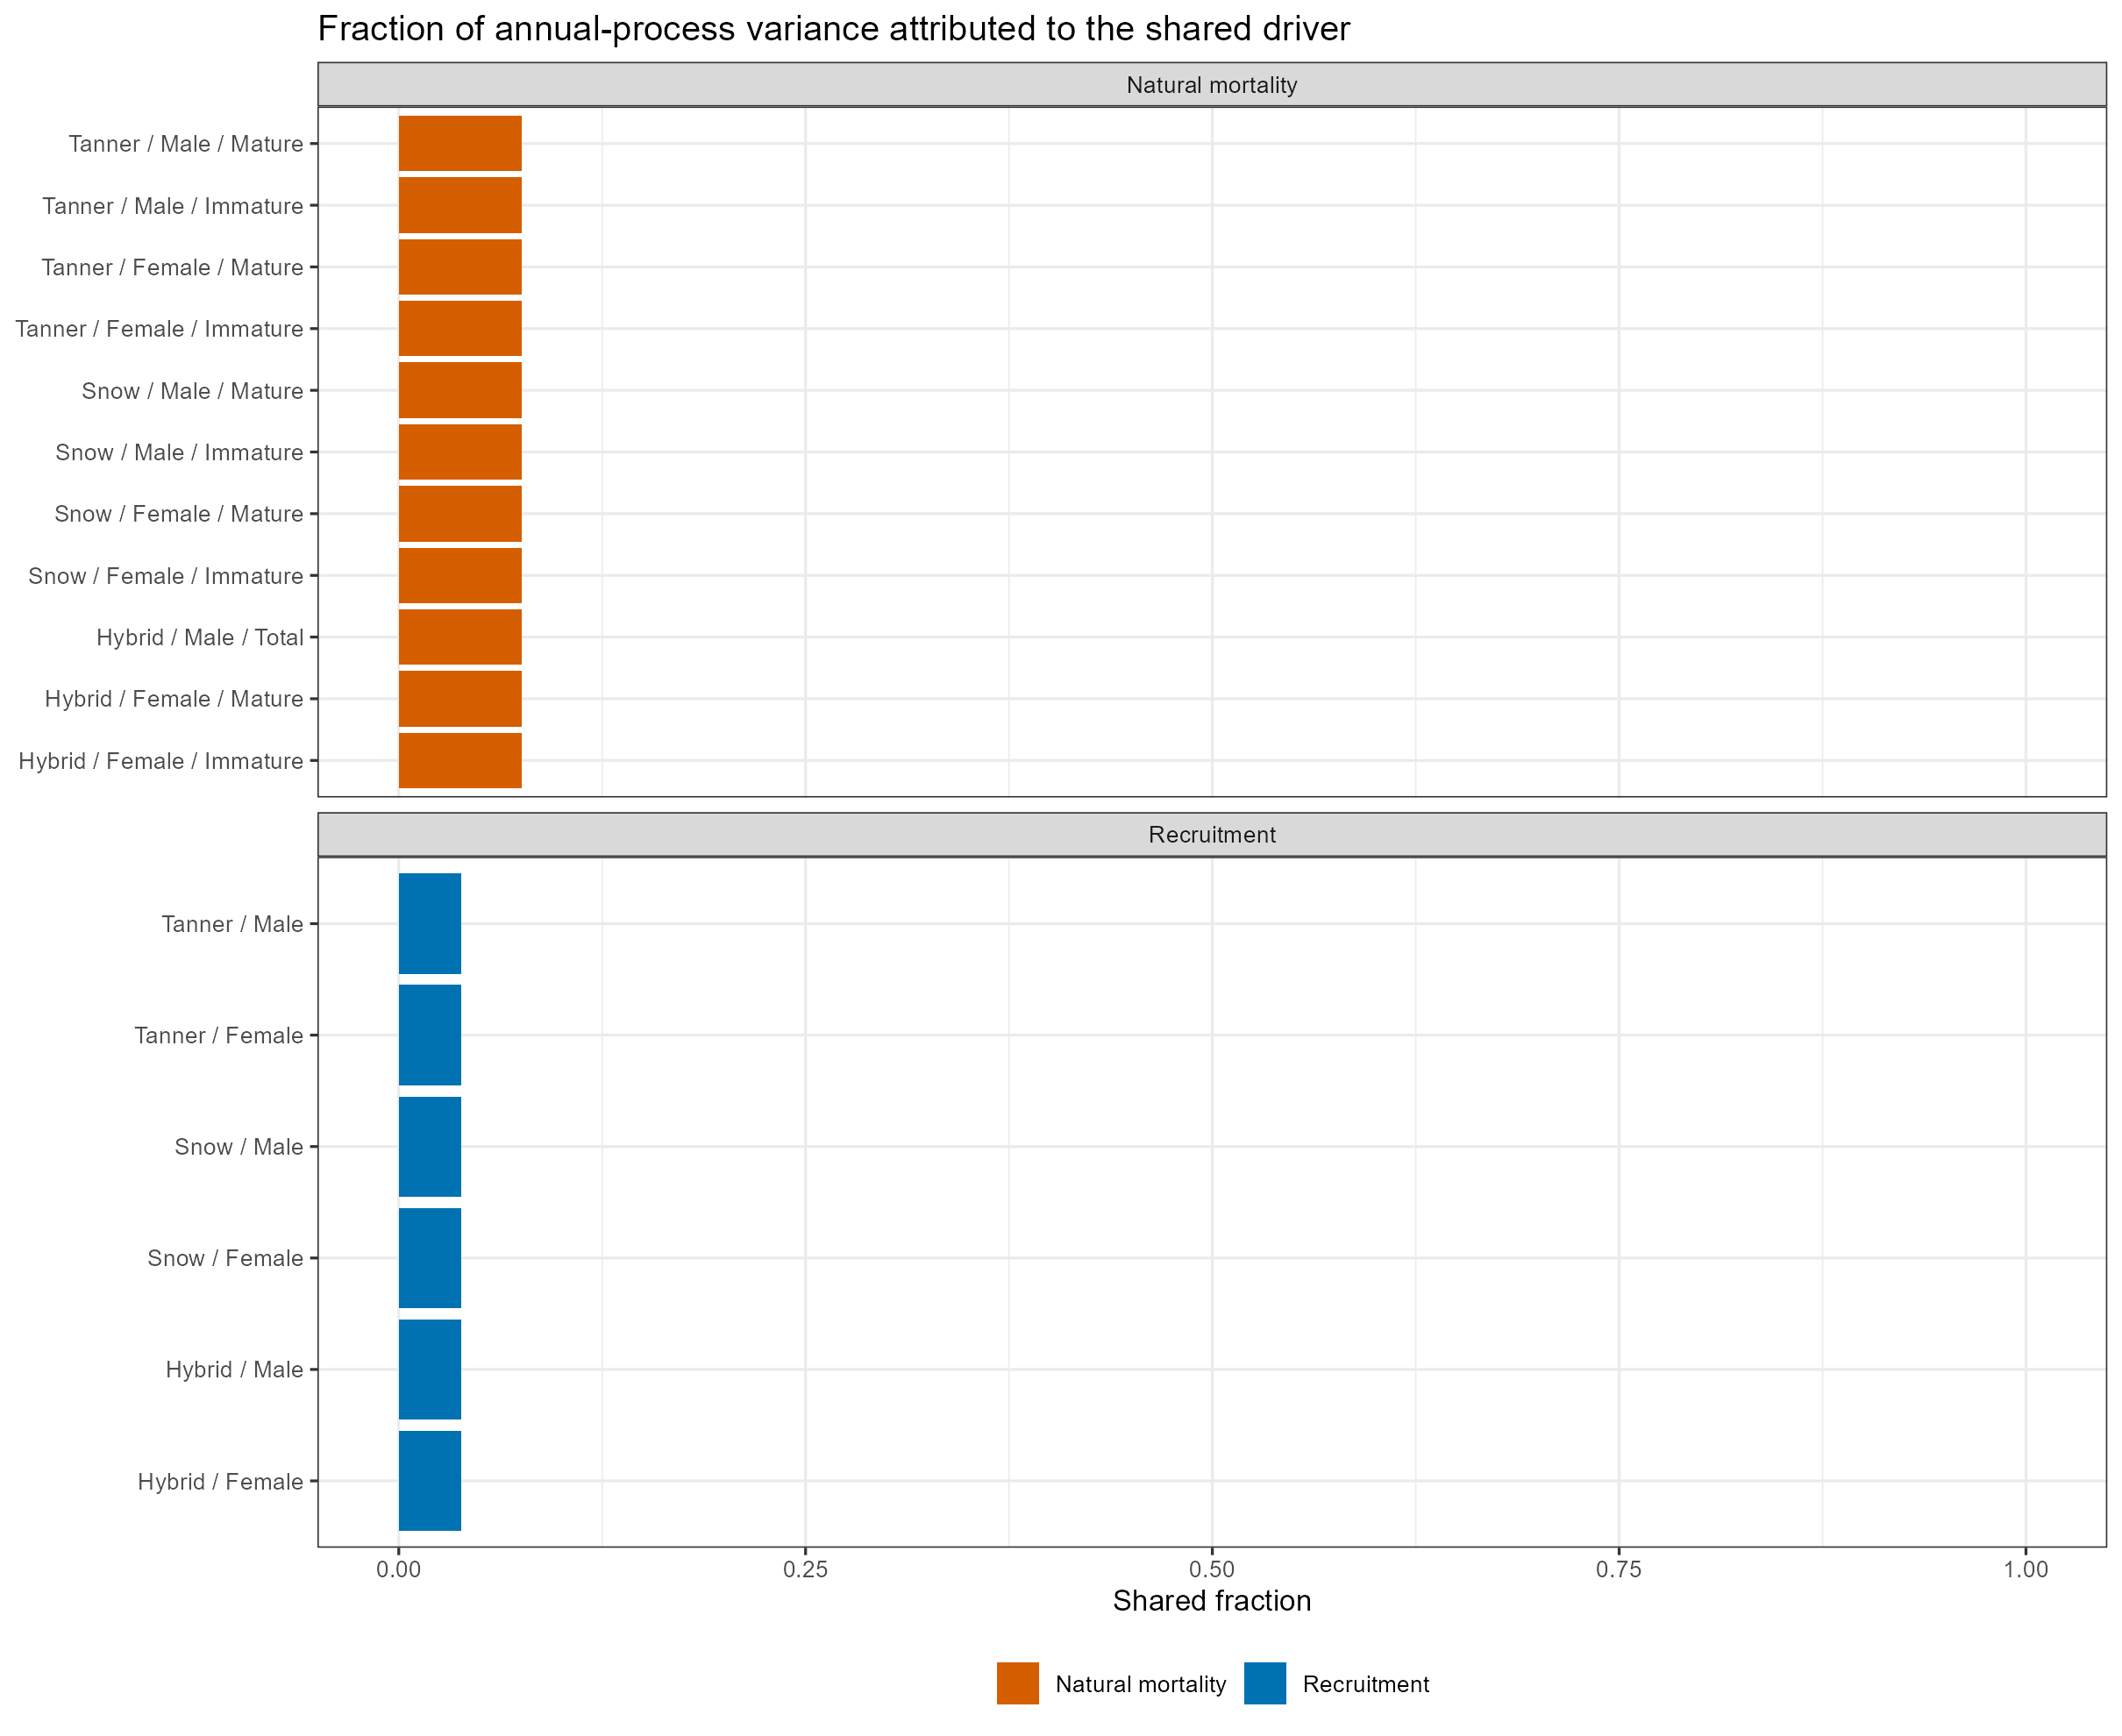 Fraction of annual-process variance attributed to the shared driver
Natural mortality
Tanner / Male / Mature
Tanner / Male / Immature
Tanner / Female / Mature
Tanner / Female / Immature
Snow / Male / Mature
Snow / Male / Immature
Snow / Female / Mature
Snow / Female / Immature
Hybrid / Male / Total
Hybrid / Female / Mature
Hybrid / Female / Immature
Recruitment
Tanner / Male
Tanner / Female
Snow / Male
Snow / Female
Hybrid / Male
Hybrid / Female
0.00 0.25 0.50 0.75 1.00
Shared fraction
Natural mortality Recruitment